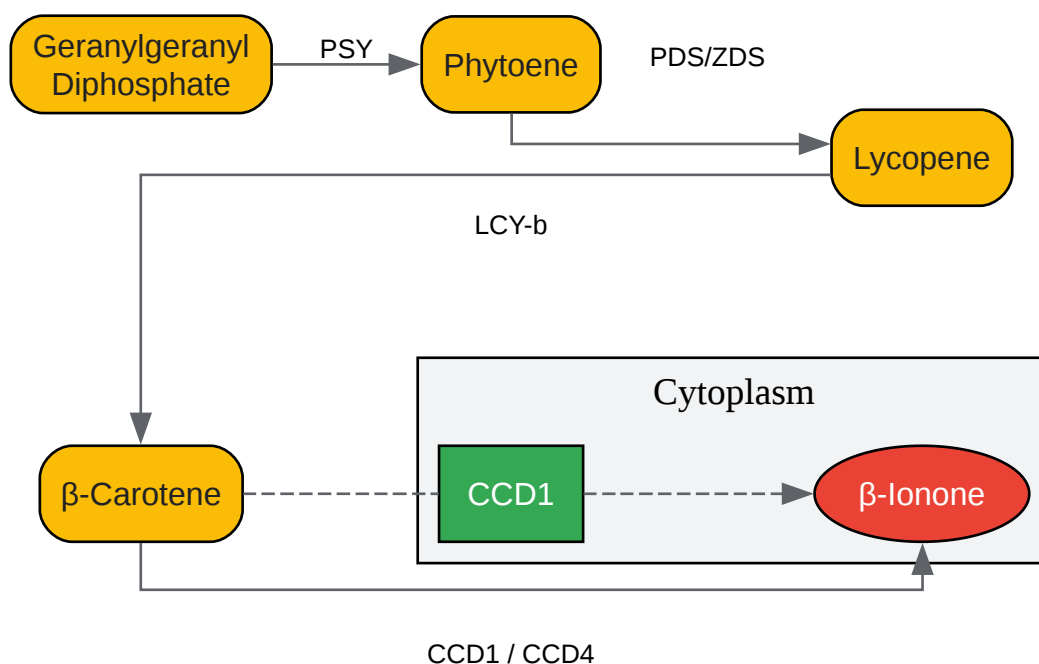 Geranylgeranyl
Diphosphate
PSY
Phytoene
PDS/ZDS
Lycopene
LCY-b
Cytoplasm
β-Carotene
CCD1
β-Ionone
CCD1 / CCD4